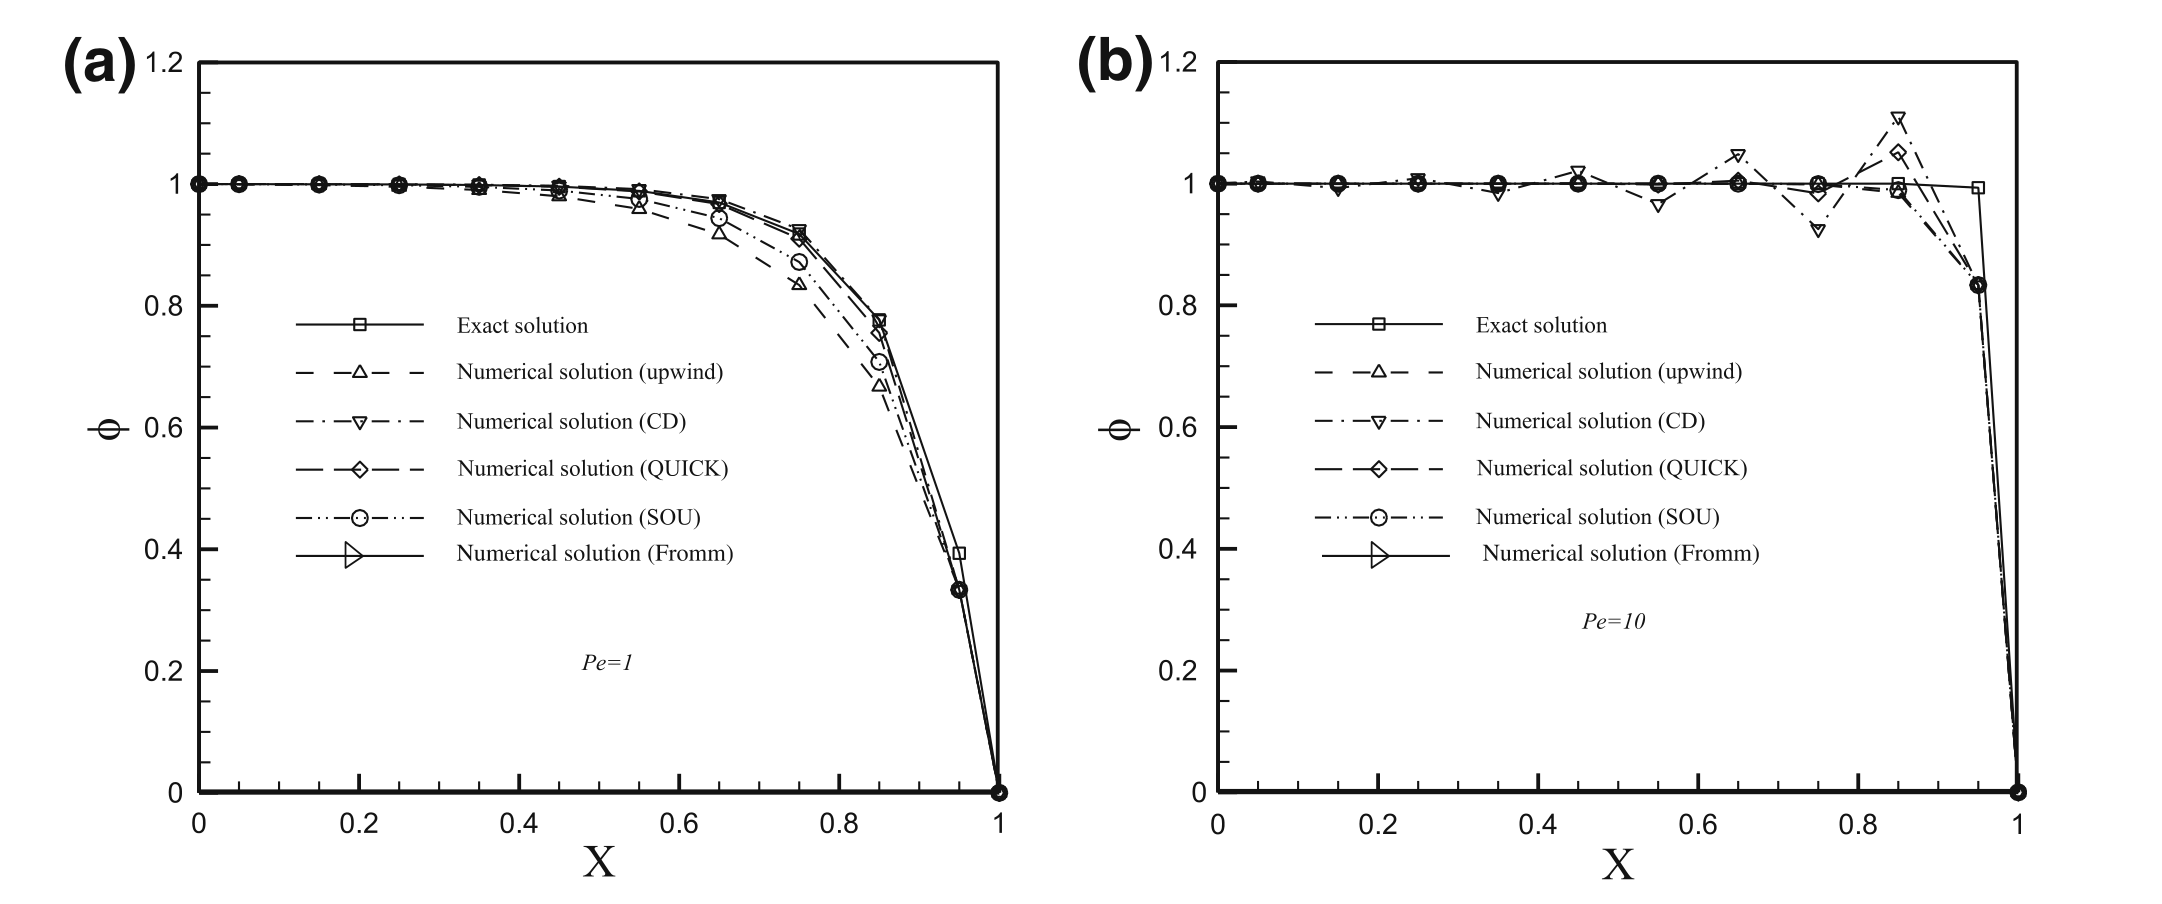 (a)
1.2
1
0.8
0.6
0.4
0.2
0
ϕ
Exact solution
Numerical solution (upwind)
Numerical solution (CD)
Numerical solution (QUICK)
Numerical solution (SOU)
Numerical solution (Fromm)
Pe=1
0 0.2 0.4 0.6 0.8 1
X
(b)
1.2
1
0.8
0.6
0.4
0.2
0
ϕ
Exact solution
Numerical solution (upwind)
Numerical solution (CD)
Numerical solution (QUICK)
Numerical solution (SOU)
Numerical solution (Fromm)
Pe=10
0 0.2 0.4 0.6 0.8 1
X